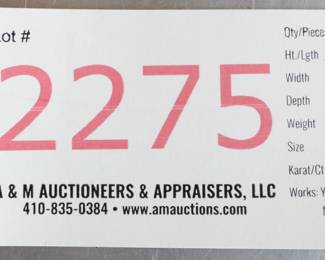 Lot #
2275
A & M AUCTIONEERS & APPRAISERS, LLC
410-835-0384 • www.amauctions.com
Qty/Piece
Ht./Lgth
Width
Depth
Weight
Size
Karat/Ct
Works: Y